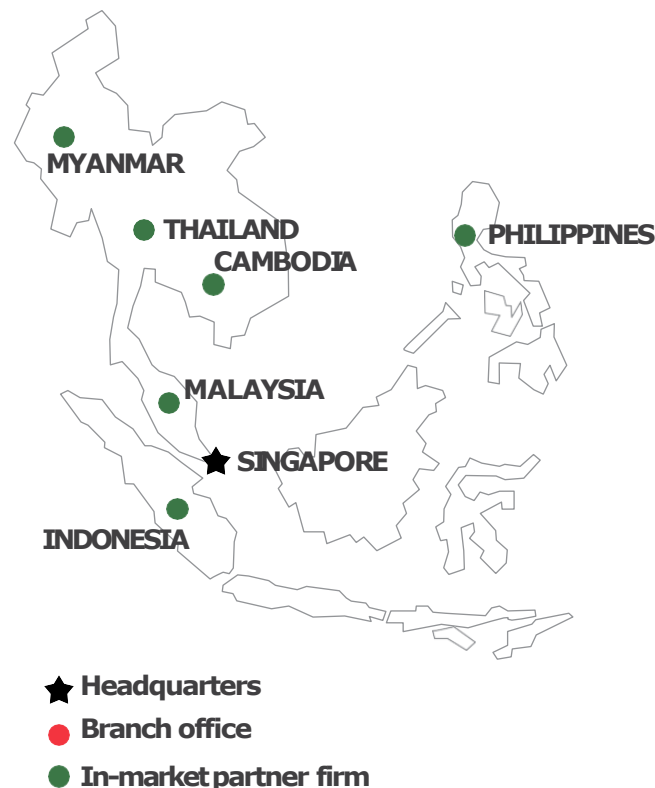 MYANMAR
THAILAND
PHILIPPINES
CAMBODIA
MALAYSIA
SINGAPORE
INDONESIA
Headquarters
Branch office
In-market partner firm